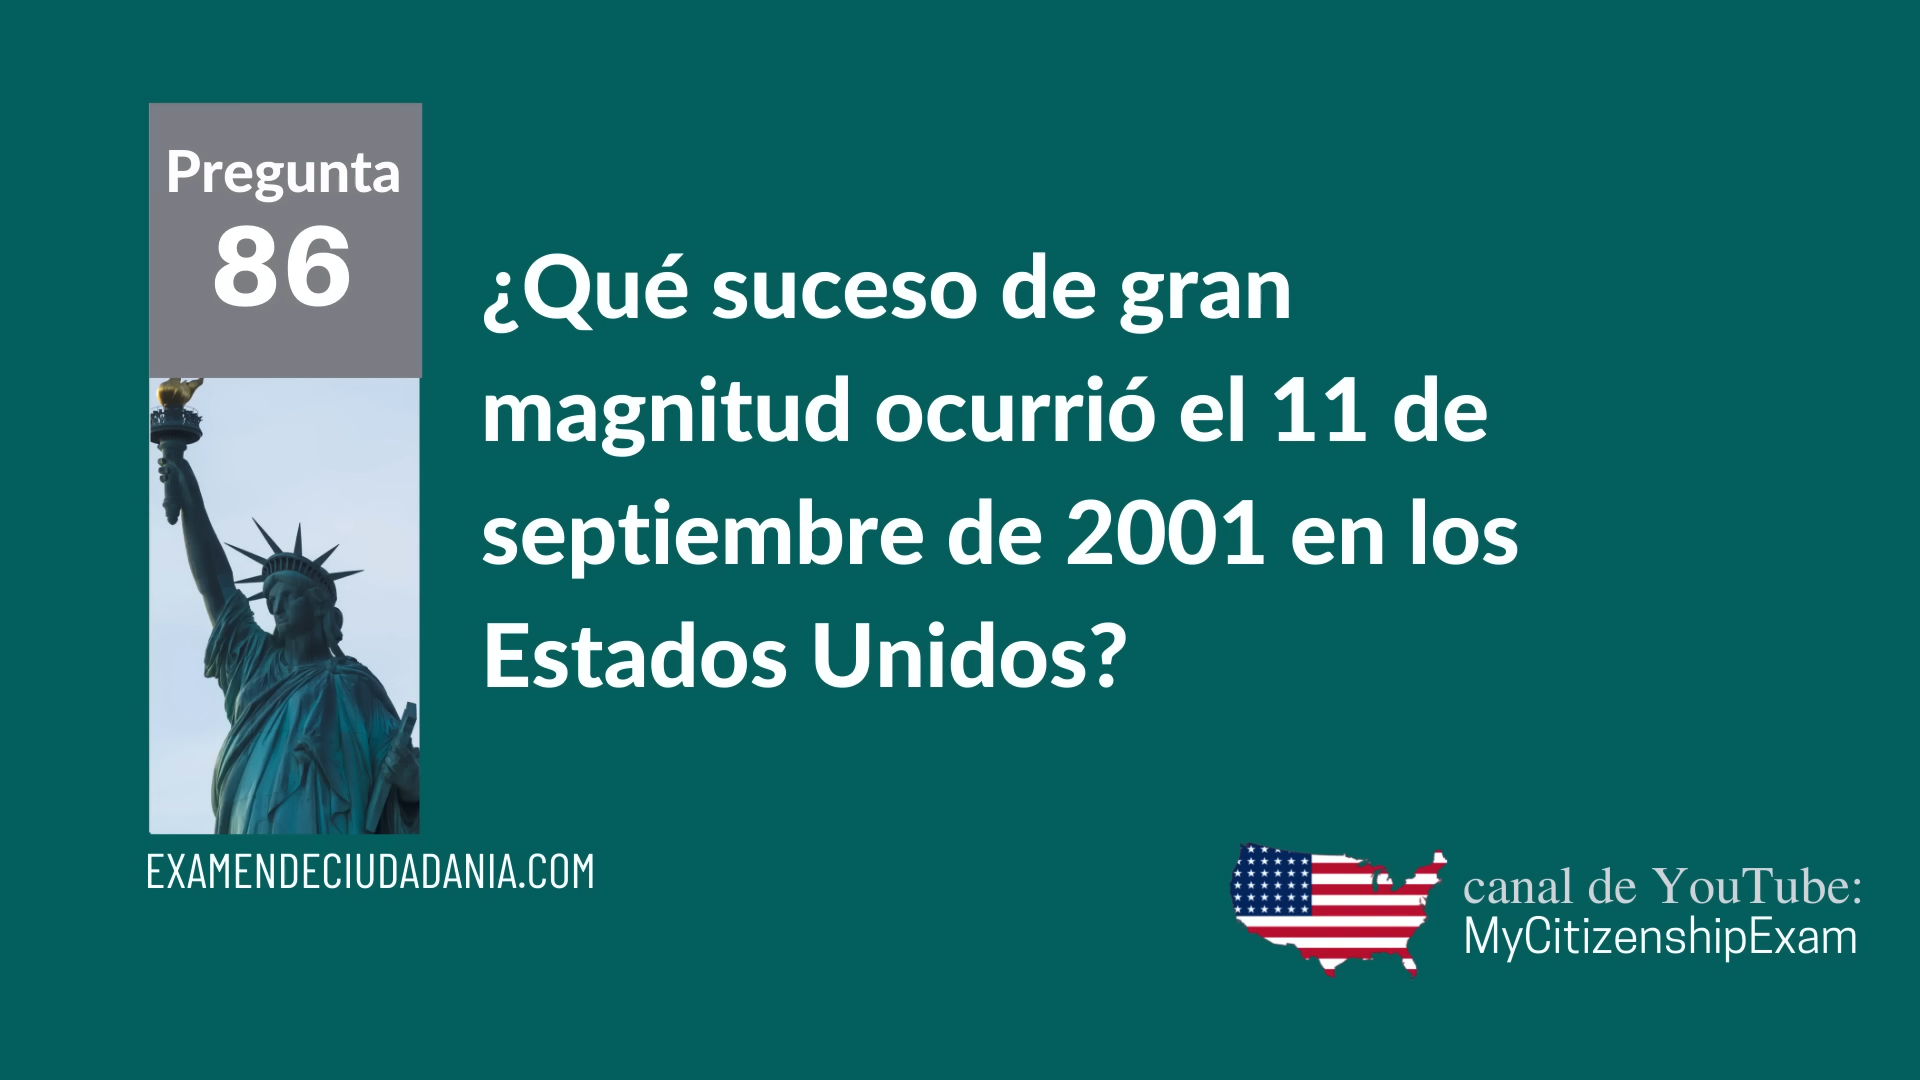 Pregunta
86
¿Qué suceso de gran
magnitud ocurrió el 11 de
septiembre de 2001 en los
Estados Unidos?
EXAMENDECIUDADANIA.COM
canal de YouTube:
MyCitizenshipExam